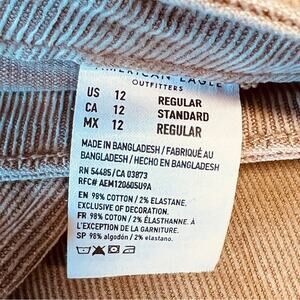 AMERICAN EAGLE
OUTFITTERS
US 12 REGULAR
CA 12 STANDARD
MX 12 REGULAR
MADE IN BANGLADESH / FABRIQUÉ AU
BANGLADESH / HECHO EN BANGLADESH
RN 54485/CA 03873
RFC# AEM120605U9A
EN 98% COTTON / 2% ELASTANE.
EXCLUSIVE OF DECORATION.
FR 98% COTON / 2% ÉLASTHANNE. À
L'EXCEPTION DE LA GARNITURE.
SP 98% algodón / 2% elastano.